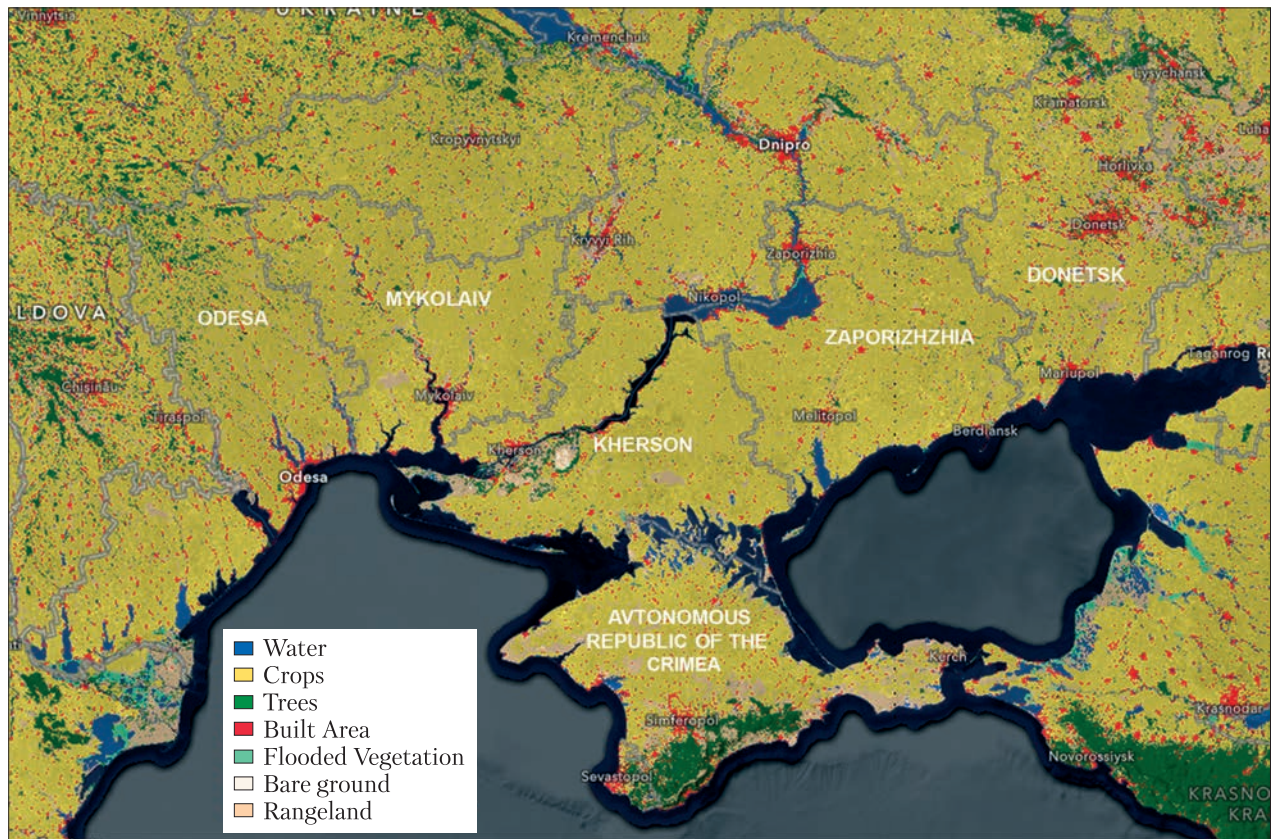 Vinnytsia
UKRAINE
Kremenchuk
Lysychansk
Kramatorsk
Kropyvnytskyi
Dnipro
Luha
Horlivka
Kryvyi Rih
Donetsk
Zaporizhia
DONETSK
MYKOLAIV
Nikopol
LDOVA
ODESA
ZAPORIZHZHIA
Taganrog
Chișinău
Mariupol
Mykolaiv
Tiraspol
Melitopol
Berdiansk
Kherson
KHERSON
Odesa
AVTONOMOUS
REPUBLIC OF THE
CRIMEA
Kerch
Simferopol
Krasnodar
Sevastopol
Novorossiysk
KRASNO
KRA
Water
Crops
Trees
Built Area
Flooded Vegetation
Bare ground
Rangeland